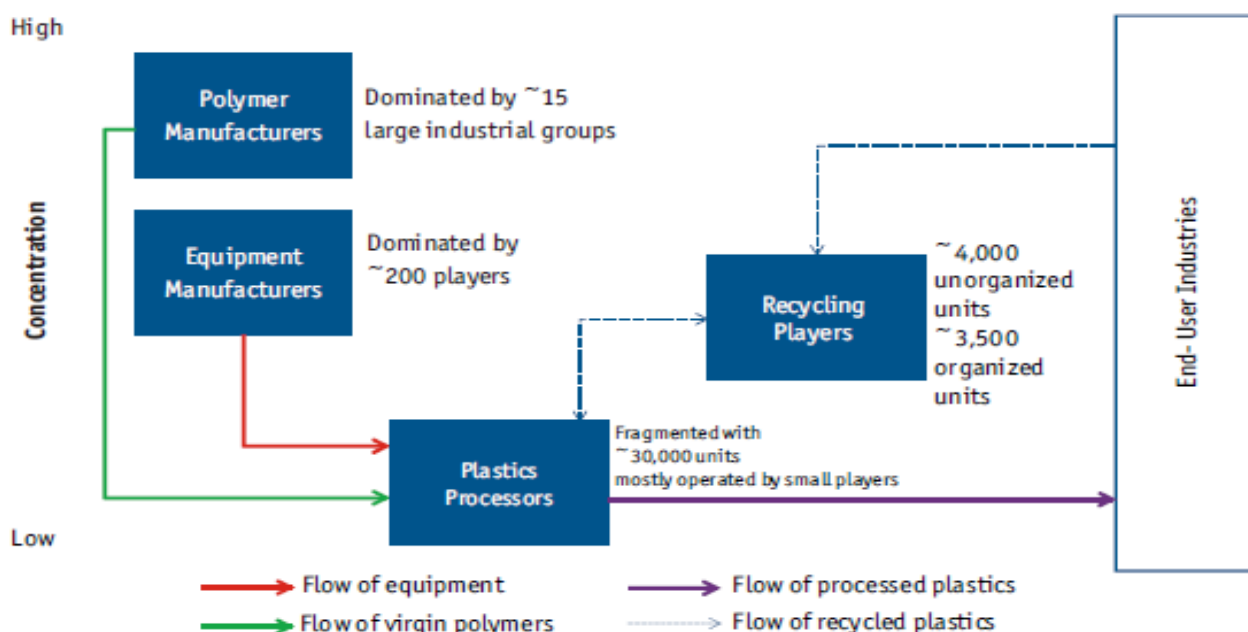 High
Polymer
Manufacturers
Dominated by ~15
large industrial groups
Concentration
Equipment
Manufacturers
Dominated by
~200 players
Recycling
Players
~4,000
unorganized
units
~3,500
organized
units
End- User Industries
Plastics
Processors
Fragmented with
~30,000 units
mostly operated by small players
Low
Flow of equipment
Flow of processed plastics
Flow of virgin polymers
Flow of recycled plastics